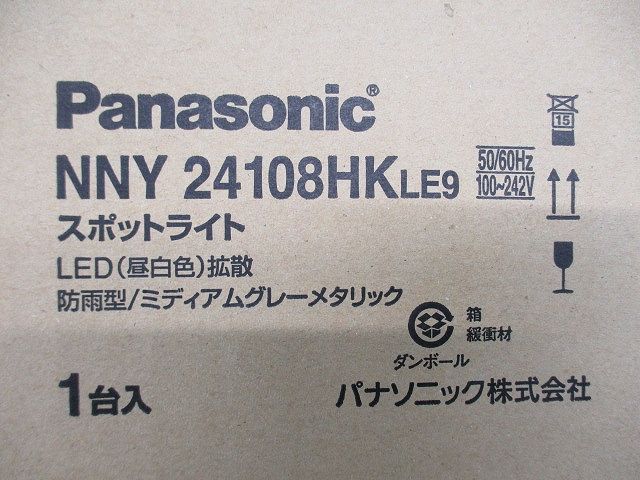 Panasonic®
NNY 24108HKLE9
50/60Hz
100~242V
15
スポットライト
LED(昼白色)拡散
防雨型/ミディアムグレーメタリック
箱
緩衝材
ダンボール
1台入
パナソニック株式会社